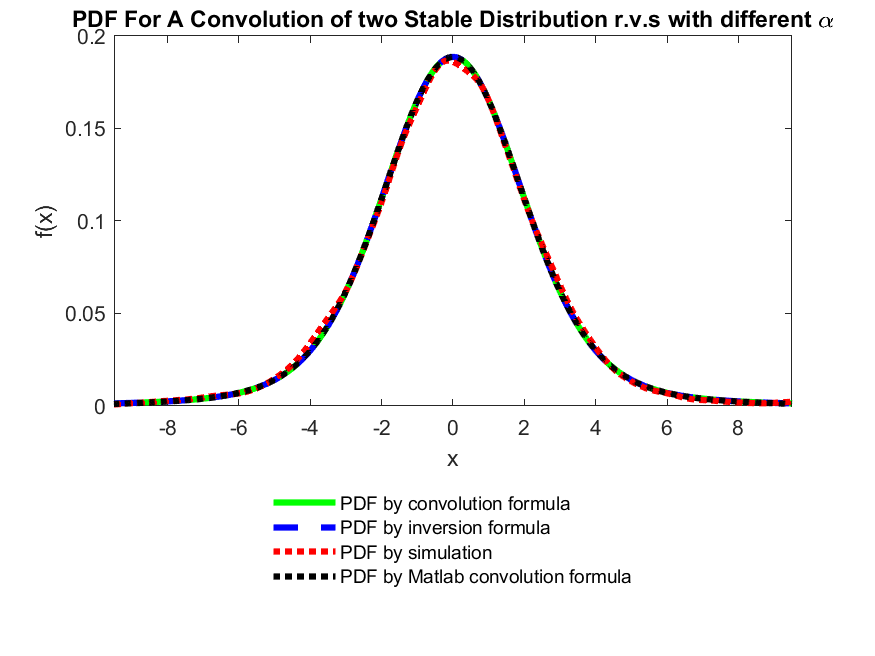 PDF For A Convolution of two Stable Distribution r.v.s with different α
0.2
0.15
0.1
0.05
0
f(x)
-8 -6 -4 -2 0 2 4 6 8
x
PDF by convolution formula
PDF by inversion formula
PDF by simulation
PDF by Matlab convolution formula